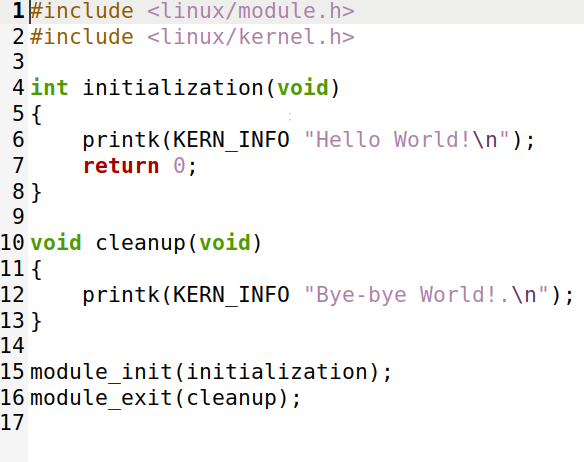 1 #include <linux/module.h>
2 #include <linux/kernel.h>
3
4 int initialization(void)
5 {
6     printk(KERN_INFO "Hello World!\n");
7     return 0;
8 }
9
10 void cleanup(void)
11 {
12     printk(KERN_INFO "Bye-bye World!.\n");
13 }
14
15 module_init(initialization);
16 module_exit(cleanup);
17